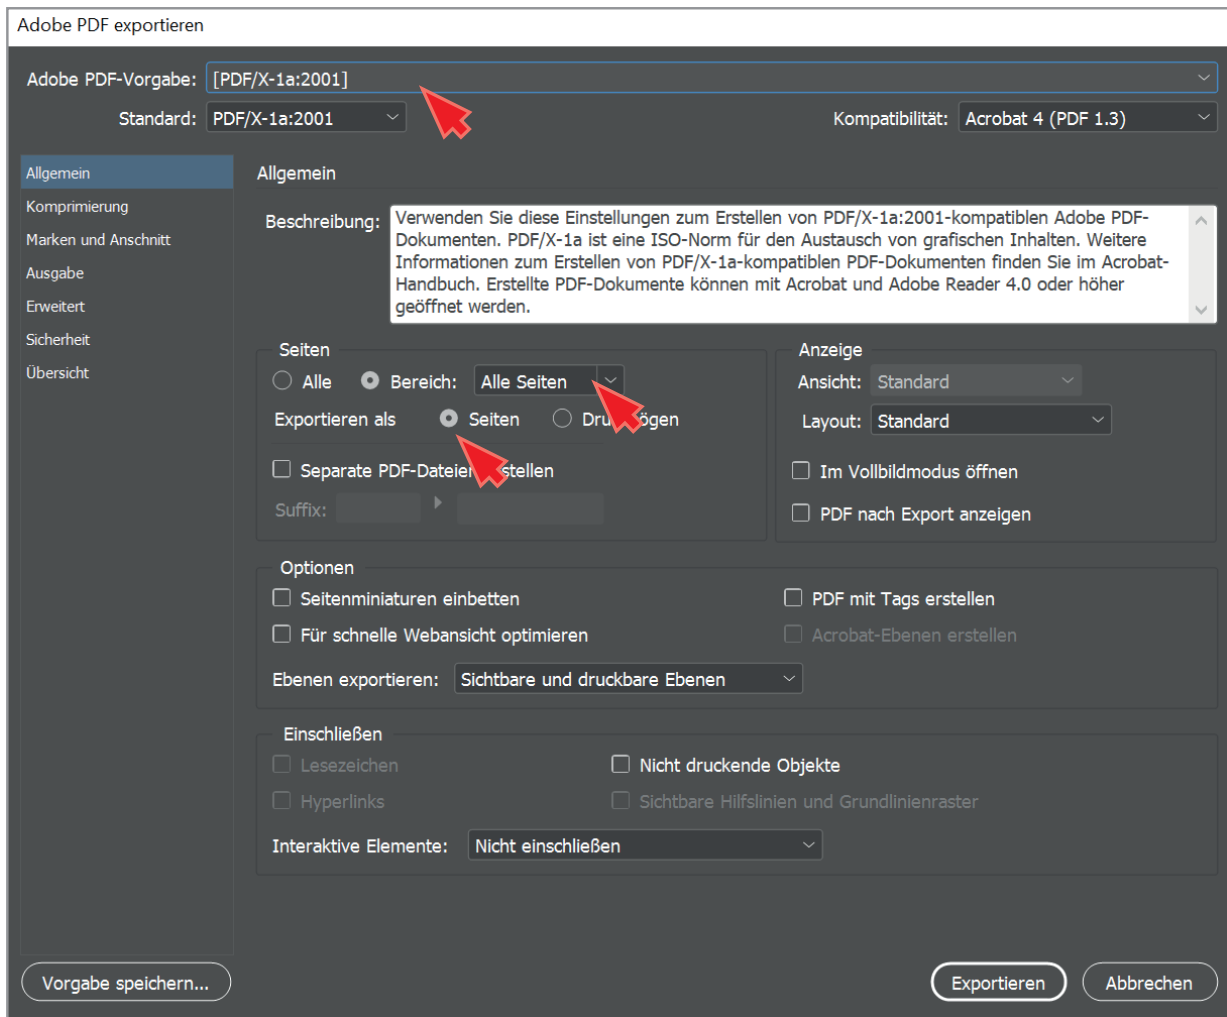 Adobe PDF exportieren
Adobe PDF-Vorgabe: [PDF/X-1a:2001]
Standard: PDF/X-1a:2001 Kompatibilität: Acrobat 4 (PDF 1.3)
Allgemein
Komprimierung
Marken und Anschnitt
Ausgabe
Erweitert
Sicherheit
Übersicht
Allgemein
Beschreibung: Verwenden Sie diese Einstellungen zum Erstellen von PDF/X-1a:2001-kompatiblen Adobe PDF-
Dokumenten. PDF/X-1a ist eine ISO-Norm für den Austausch von grafischen Inhalten. Weitere
Informationen zum Erstellen von PDF/X-1a-kompatiblen PDF-Dokumenten finden Sie im Acrobat-
Handbuch. Erstellte PDF-Dokumente können mit Acrobat und Adobe Reader 4.0 oder höher
geöffnet werden.
Seiten
Alle Bereich: Alle Seiten
Exportieren als Seiten Druckbögen
Separate PDF-Dateien erstellen
Suffix:
Anzeige
Ansicht: Standard
Layout: Standard
Im Vollbildmodus öffnen
PDF nach Export anzeigen
Optionen
Seitenminiaturen einbetten PDF mit Tags erstellen
Für schnelle Webansicht optimieren Acrobat-Ebenen erstellen
Ebenen exportieren: Sichtbare und druckbare Ebenen
Einschließen
Lesezeichen Nicht druckende Objekte
Hyperlinks Sichtbare Hilfslinien und Grundlinienraster
Interaktive Elemente: Nicht einschließen
Vorgabe speichern... Exportieren Abbrechen